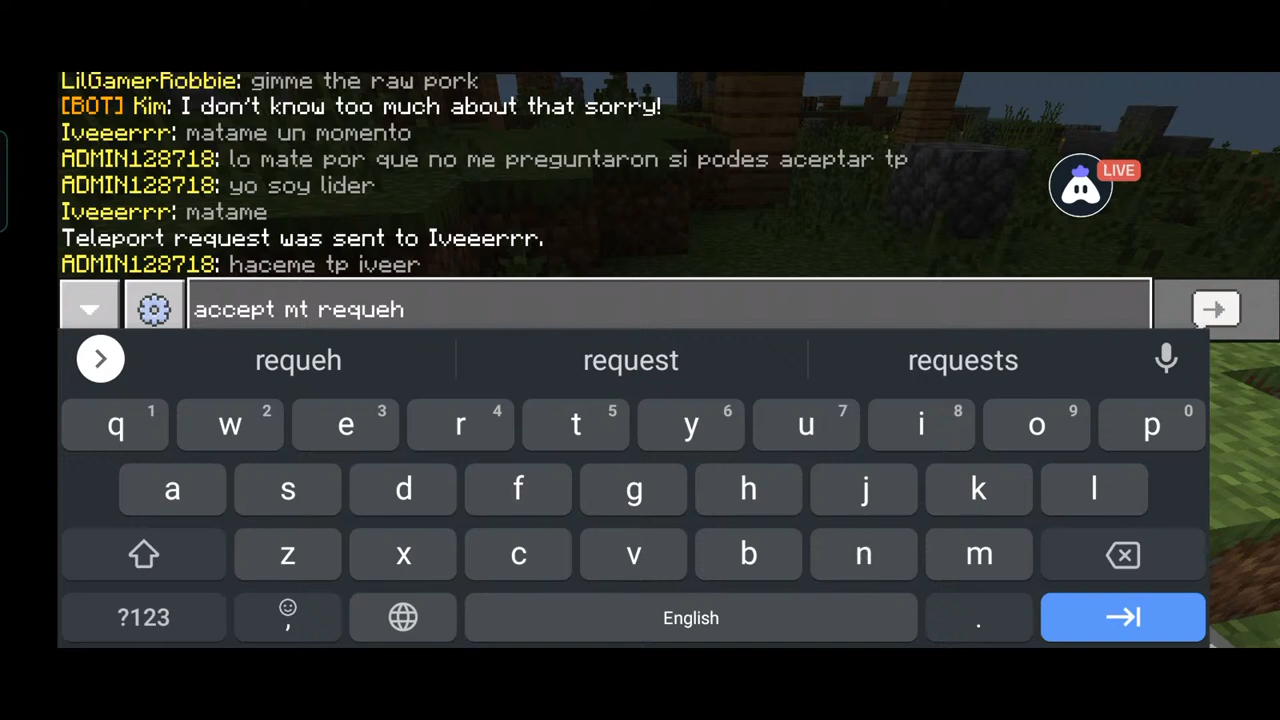 LilGamerRobbie: gimme the raw pork
[BOT] Kim: I don't know too much about that sorry!
Iveeerrr: matame un momento
ADMIN128718: lo mate por que no me preguntaron si podes aceptar tp
ADMIN128718: yo soy lider
Iveeerrr: matame
Teleport request was sent to Iveeerrr.
ADMIN128718: haceme tp iveer
LIVE
accept mt requeh
requeh request requests
q 1 w 2 e 3 r 4 t 5 y 6 u 7 i 8 o 9 p 0
a s d f g h j k l
z x c v b n m
?123 , English .